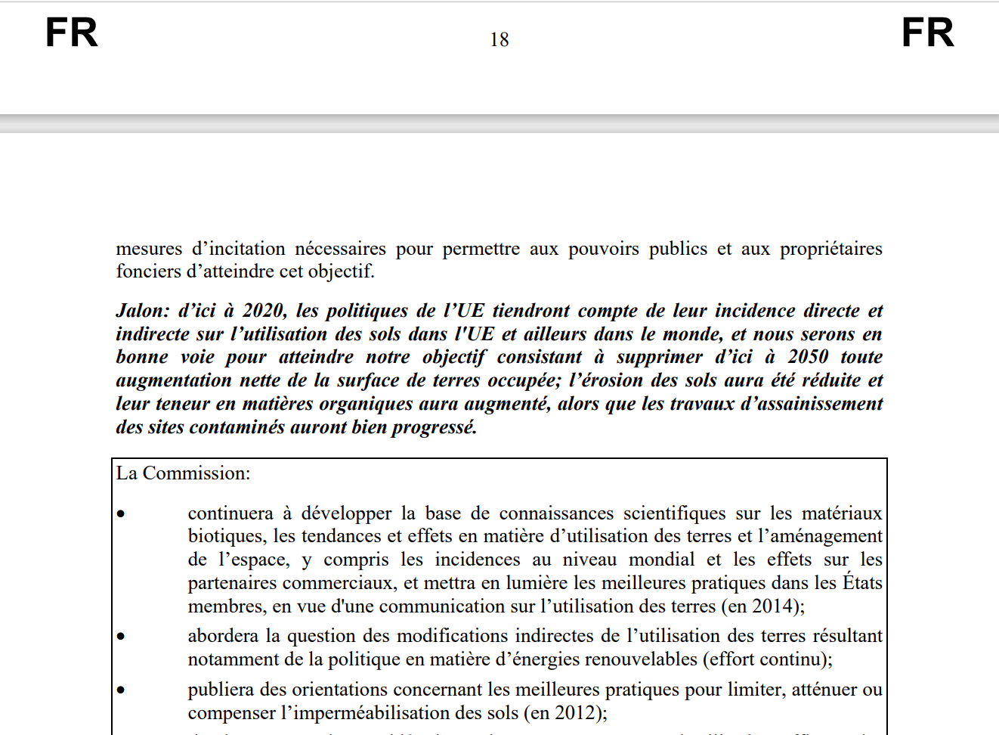 FR
18
FR
mesures d’incitation nécessaires pour permettre aux pouvoirs publics et aux propriétaires
fonciers d’atteindre cet objectif.
Jalon: d’ici à 2020, les politiques de l’UE tiendront compte de leur incidence directe et
indirecte sur l’utilisation des sols dans l'UE et ailleurs dans le monde, et nous serons en
bonne voie pour atteindre notre objectif consistant à supprimer d’ici à 2050 toute
augmentation nette de la surface de terres occupée; l’érosion des sols aura été réduite et
leur teneur en matières organiques aura augmenté, alors que les travaux d’assainissement
des sites contaminés auront bien progressé.
La Commission:
• continuera à développer la base de connaissances scientifiques sur les matériaux
biotiques, les tendances et effets en matière d’utilisation des terres et l’aménagement
de l’espace, y compris les incidences au niveau mondial et les effets sur les
partenaires commerciaux, et mettra en lumière les meilleures pratiques dans les États
membres, en vue d'une communication sur l’utilisation des terres (en 2014);
• abordera la question des modifications indirectes de l’utilisation des terres résultant
notamment de la politique en matière d’énergies renouvelables (effort continu);
• publiera des orientations concernant les meilleures pratiques pour limiter, atténuer ou
compenser l’imperméabilisation des sols (en 2012);